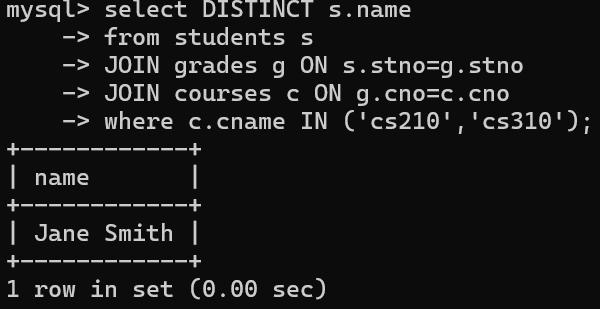 mysql> select DISTINCT s.name
    -> from students s
    -> JOIN grades g ON s.stno=g.stno
    -> JOIN courses c ON g.cno=c.cno
    -> where c.cname IN ('cs210','cs310');
+------------+
| name       |
+------------+
| Jane Smith |
+------------+
1 row in set (0.00 sec)